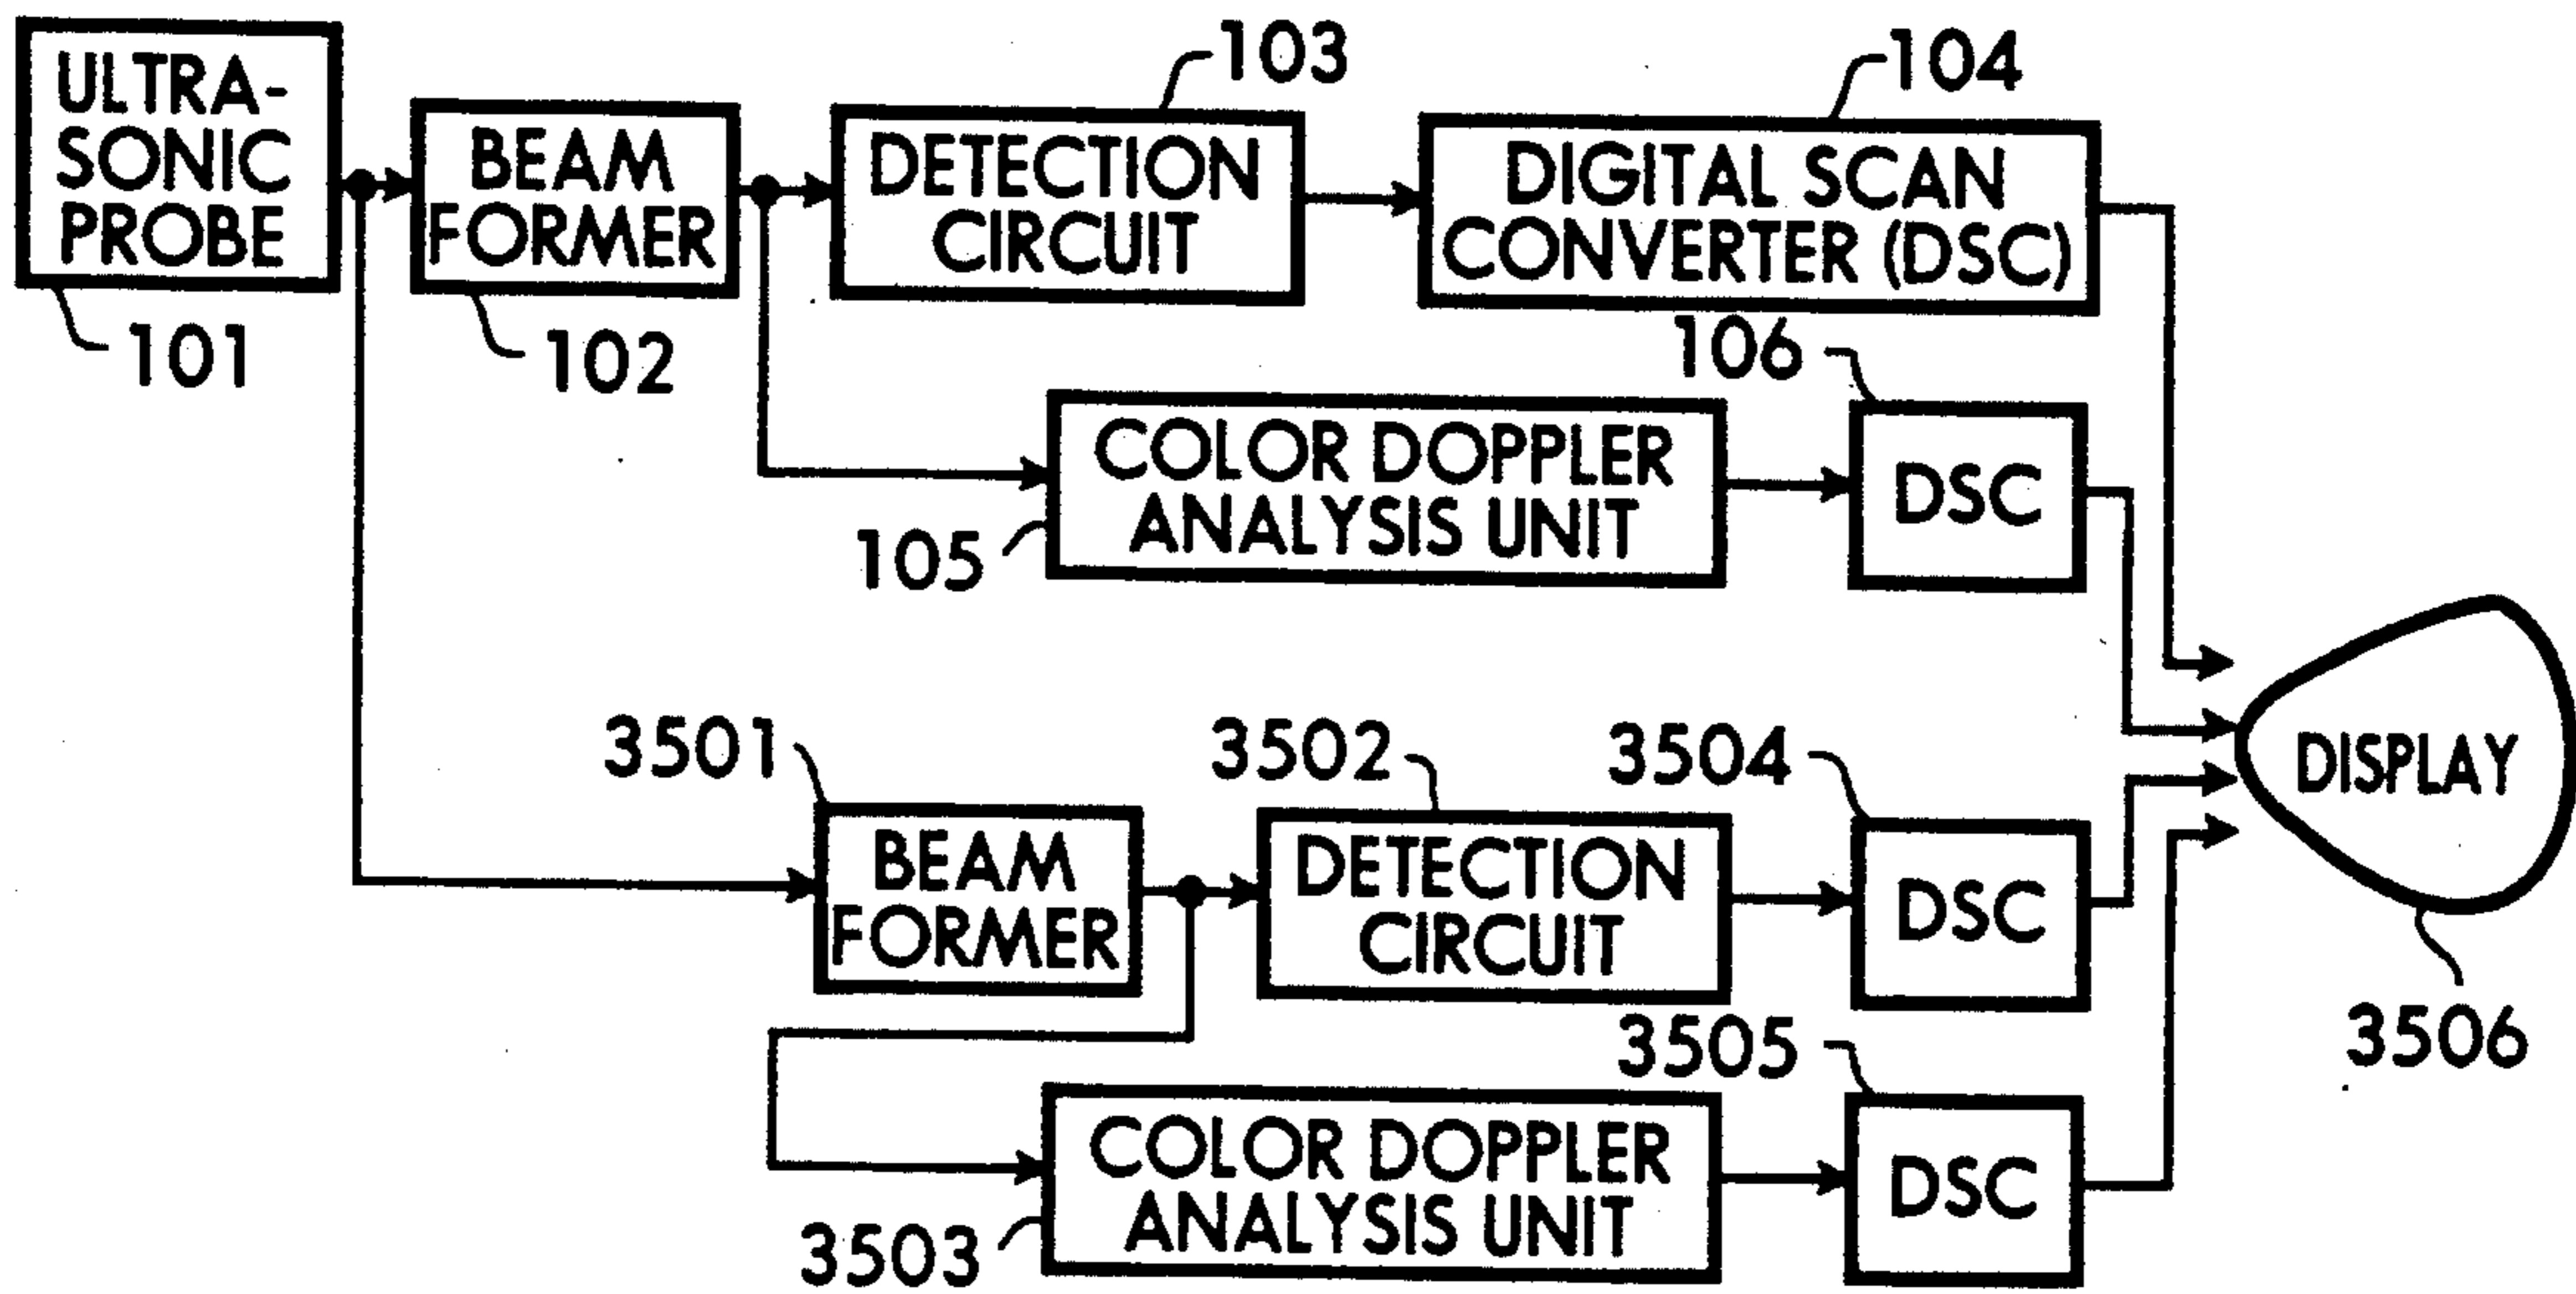 ULTRA-
SONIC
PROBE
101
BEAM
FORMER
102
103
DETECTION
CIRCUIT
104
DIGITAL SCAN
CONVERTER (DSC)
105
COLOR DOPPLER
ANALYSIS UNIT
106
DSC
3501
BEAM
FORMER
3502
DETECTION
CIRCUIT
3504
DSC
3503
COLOR DOPPLER
ANALYSIS UNIT
3505
DSC
DISPLAY
3506